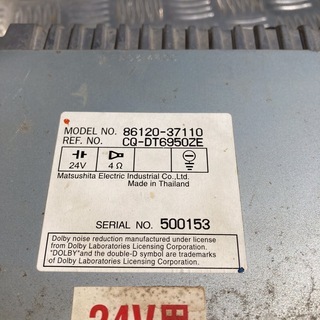 MODEL NO. 86120-37110
REF. NO. CQ-DT6950ZE
24V 4Ω
Matsushita Electric Industrial Co.,Ltd.
Made in Thailand
SERIAL NO. 500153
Dolby noise reduction manufactured under license
from Dolby Laboratories Licensing Corporation.
"DOLBY" and the double-D symbol are trademarks
of Dolby Laboratories Licensing Corporation.
24V用